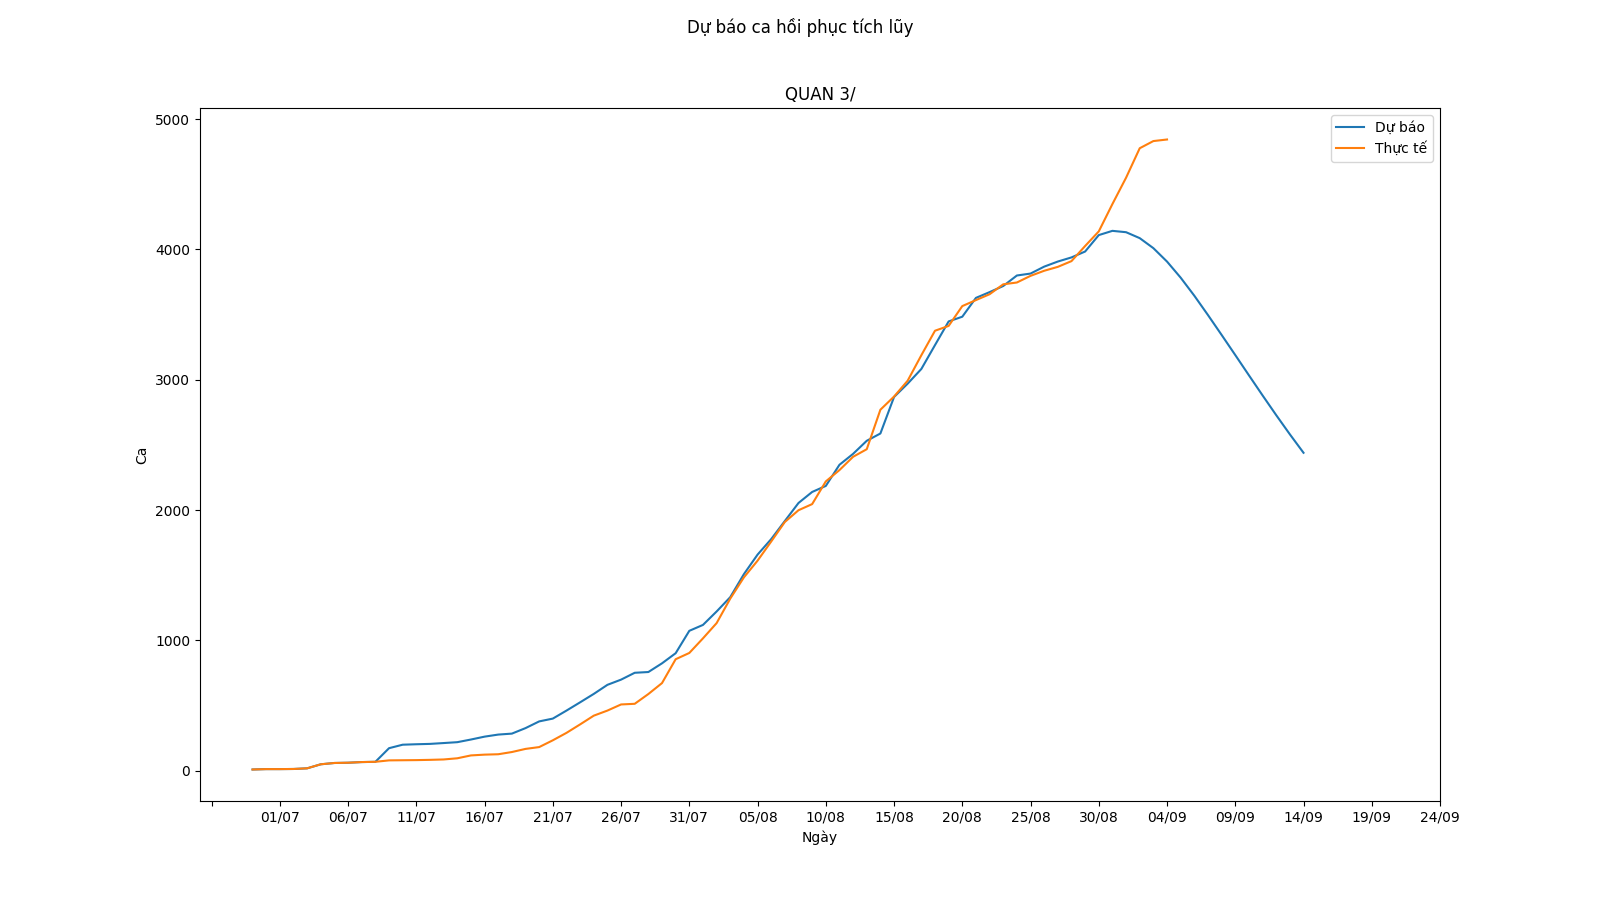 Dự báo ca hồi phục tích lũy
QUAN 3/
Dự báo
Thực tế
5000
4000
3000
2000
1000
0
Ca
01/07 06/07 11/07 16/07 21/07 26/07 31/07 05/08 10/08 15/08 20/08 25/08 30/08 04/09 09/09 14/09 19/09 24/09
Ngày